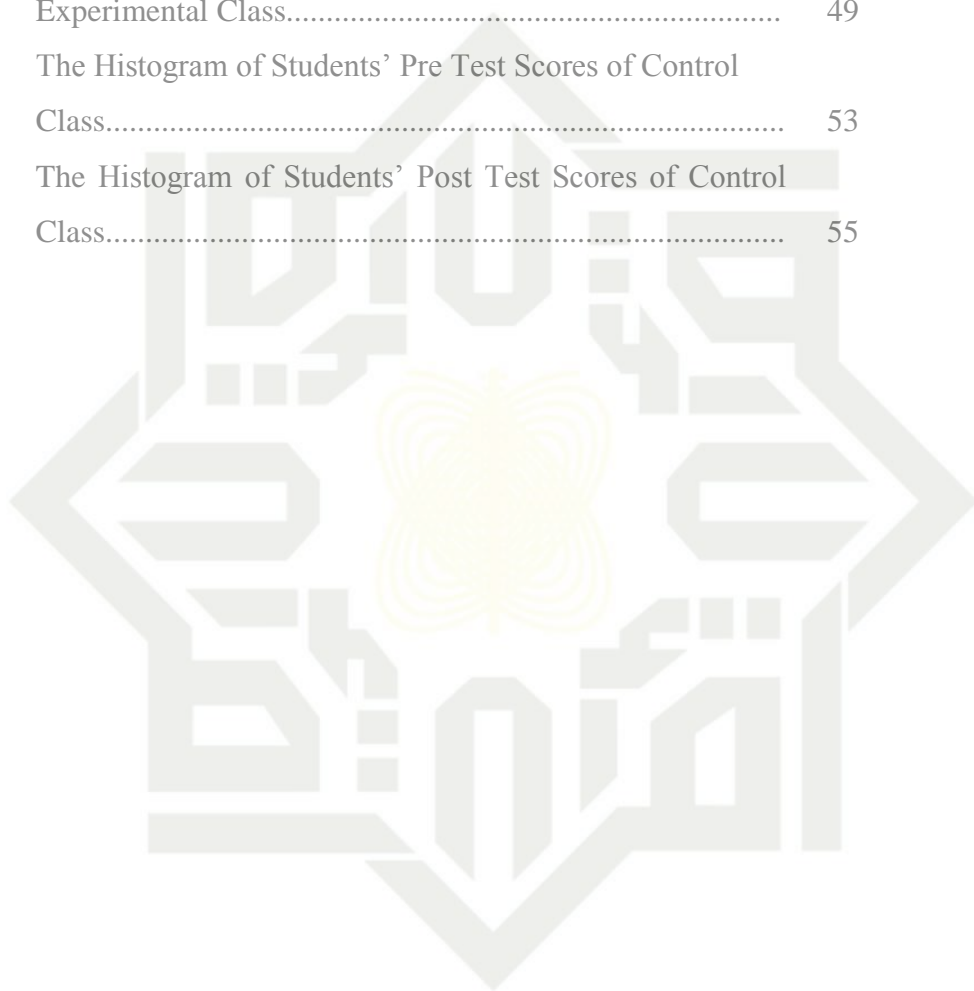 Experimental Class.............................................................. 49
The Histogram of Students’ Pre Test Scores of Control
Class..................................................................................... 53
The Histogram of Students’ Post Test Scores of Control
Class..................................................................................... 55